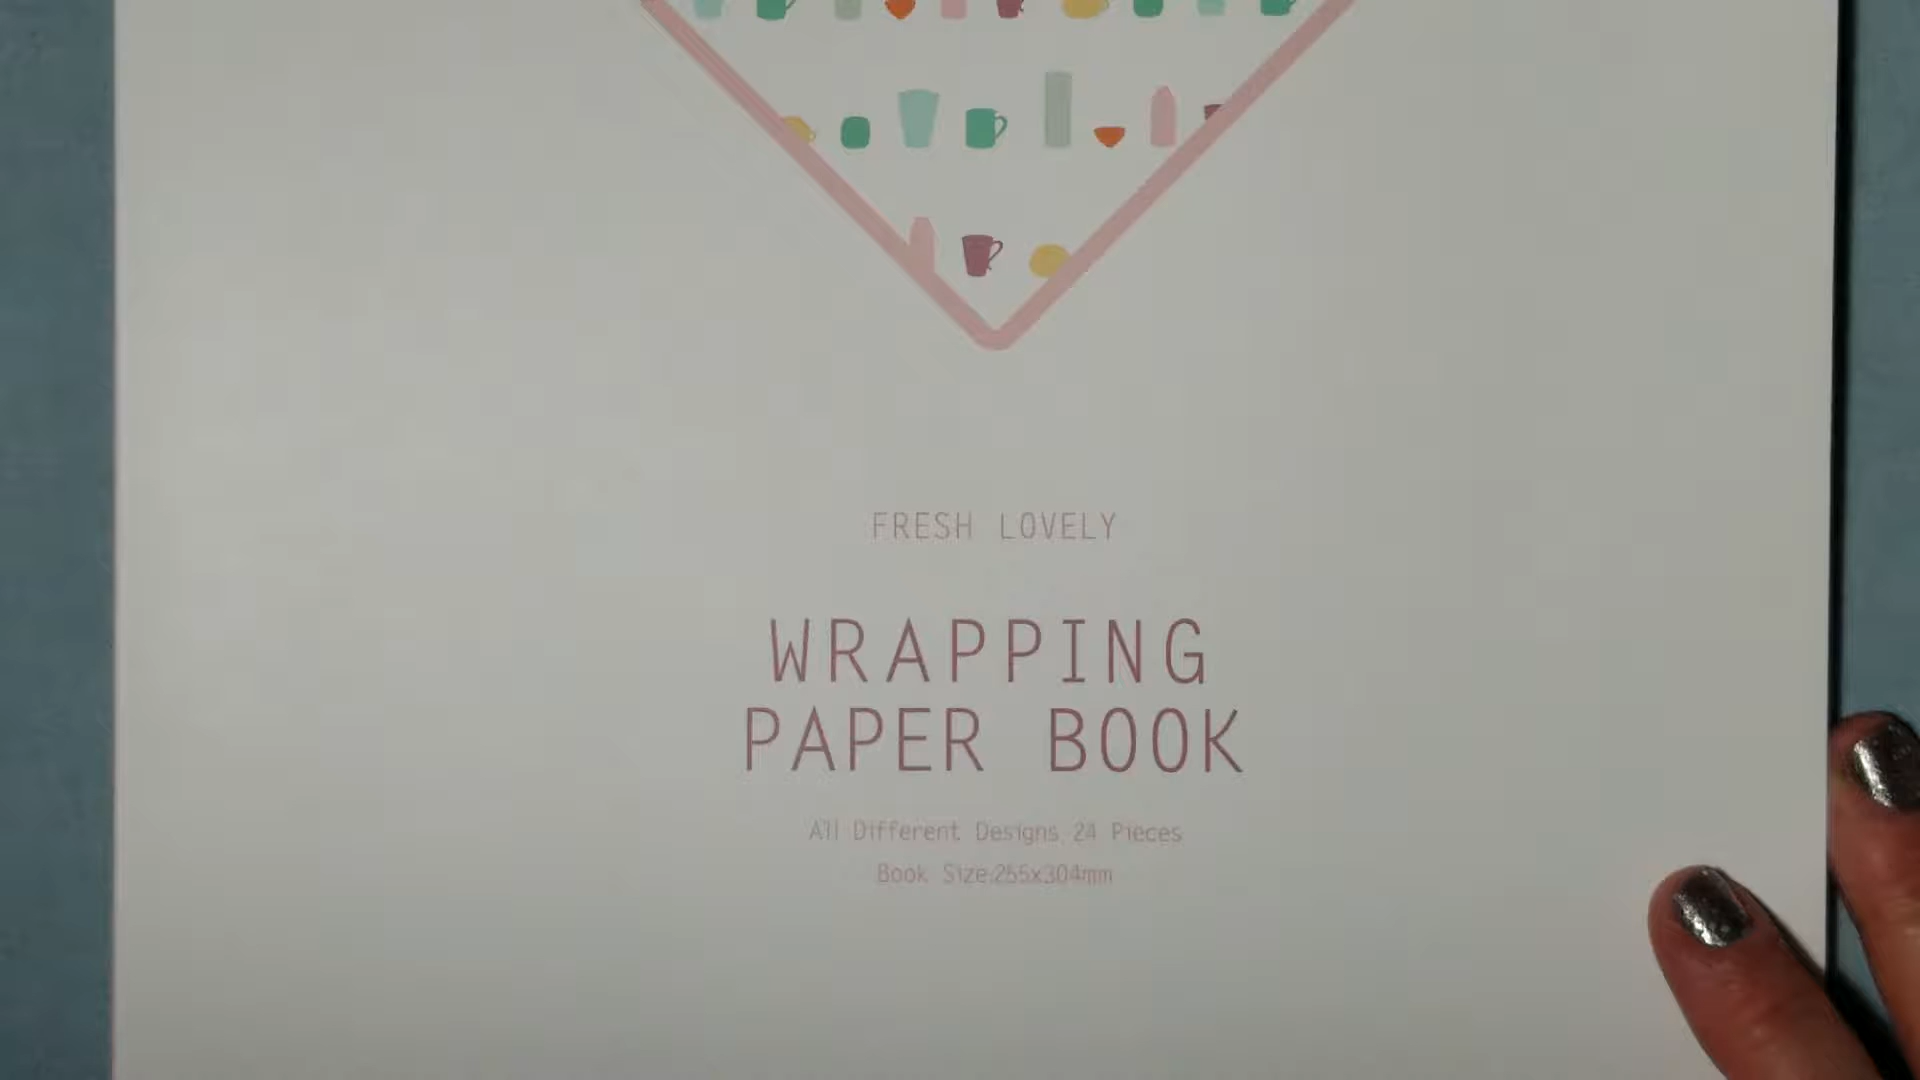 FRESH LOVELY
WRAPPING
PAPER BOOK
All Different Designs, 24 Pieces
Book Size:255x304mm